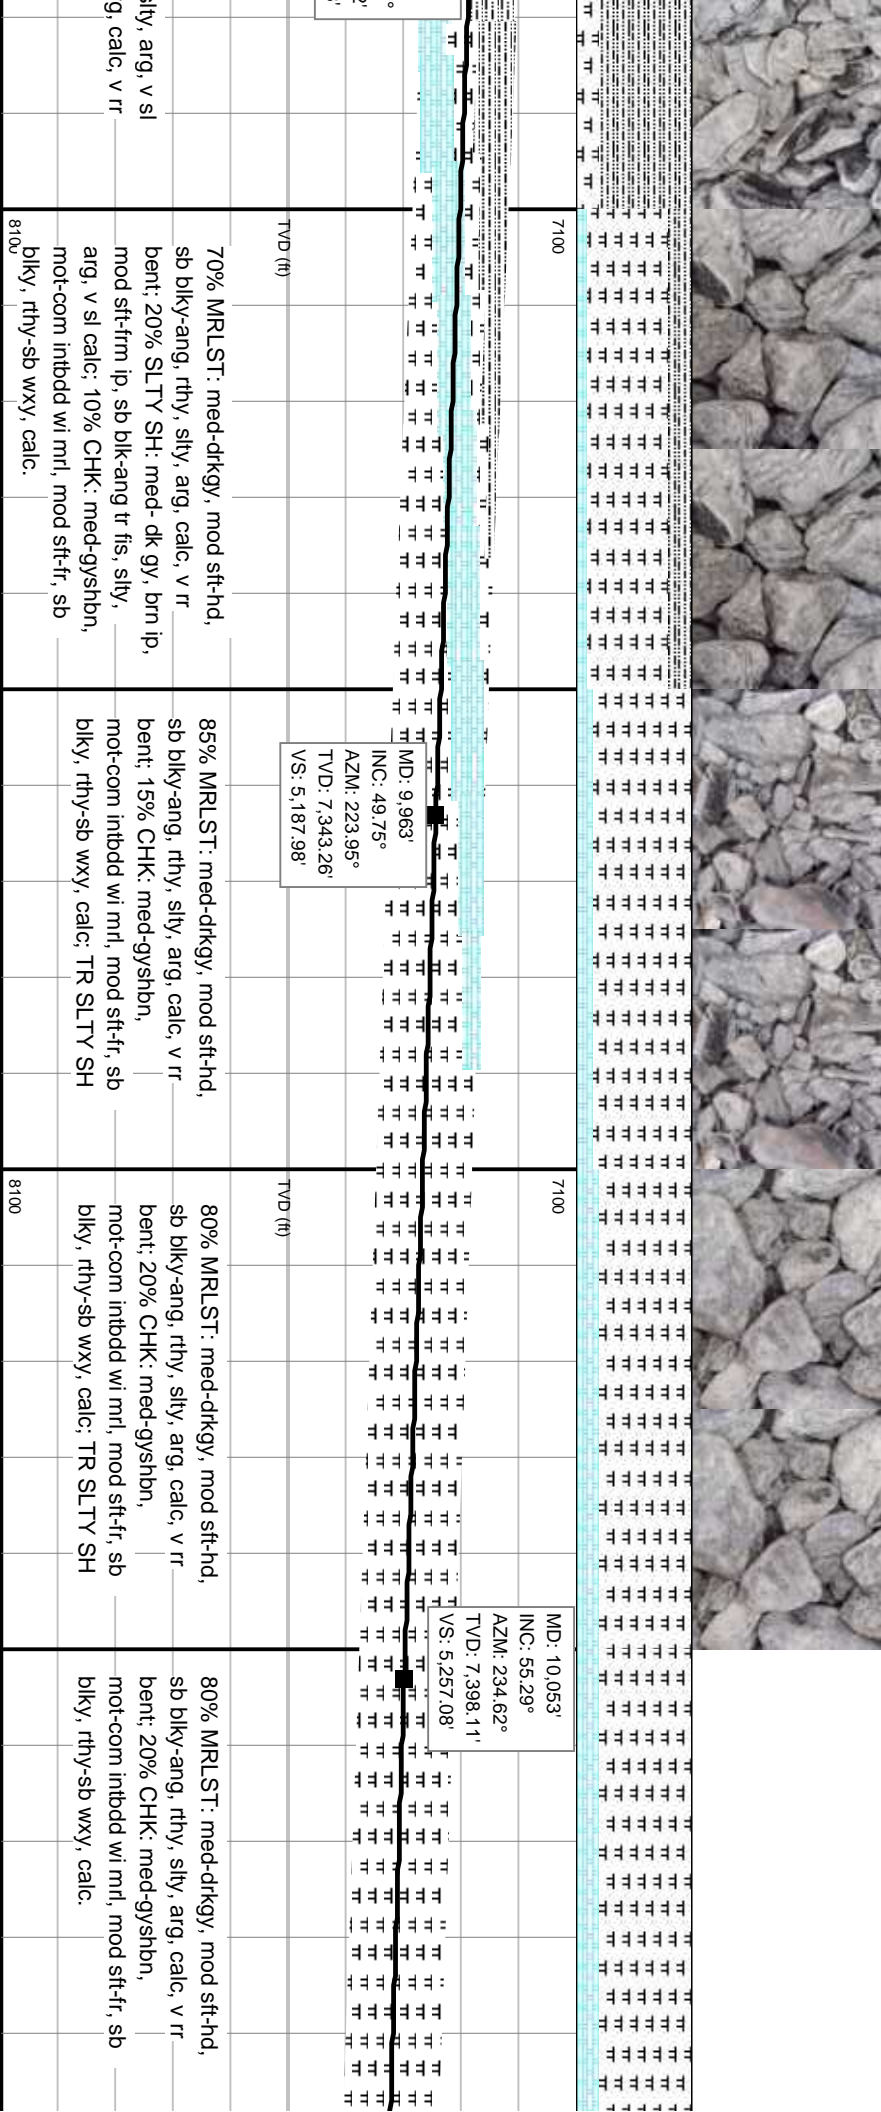 slty, arg, v sl
g, calc, v rr
7100
TVD (ft)
8100
70% MRLST: med-drkgy, mod sft-hd,
sb blky-ang, rthy, slty, arg, calc, v rr
bent; 20% SLTY SH: med- dk gy, brn ip,
mod sft-frm ip, sb blk-ang tr fis, slty,
arg, v sl calc; 10% CHK: med-gyshbn,
mot-com intbdd wi mrl, mod sft-fr, sb
blky, rthy-sb wxy, calc.
MD: 9,963'
INC: 49.75°
AZM: 223.95°
TVD: 7,343.26'
VS: 5,187.98'
85% MRLST: med-drkgy, mod sft-hd,
sb blky-ang, rthy, slty, arg, calc, v rr
bent; 15% CHK: med-gyshbn,
mot-com intbdd wi mrl, mod sft-fr, sb
blky, rthy-sb wxy, calc; TR SLTY SH
7100
TVD (ft)
8100
80% MRLST: med-drkgy, mod sft-hd,
sb blky-ang, rthy, slty, arg, calc, v rr
bent; 20% CHK: med-gyshbn,
mot-com intbdd wi mrl, mod sft-fr, sb
blky, rthy-sb wxy, calc; TR SLTY SH
MD: 10,053'
INC: 55.29°
AZM: 234.62°
TVD: 7,398.11'
VS: 5,257.08'
80% MRLST: med-drkgy, mod sft-hd,
sb blky-ang, rthy, slty, arg, calc, v rr
bent; 20% CHK: med-gyshbn,
mot-com intbdd wi mrl, mod sft-fr, sb
blky, rthy-sb wxy, calc.